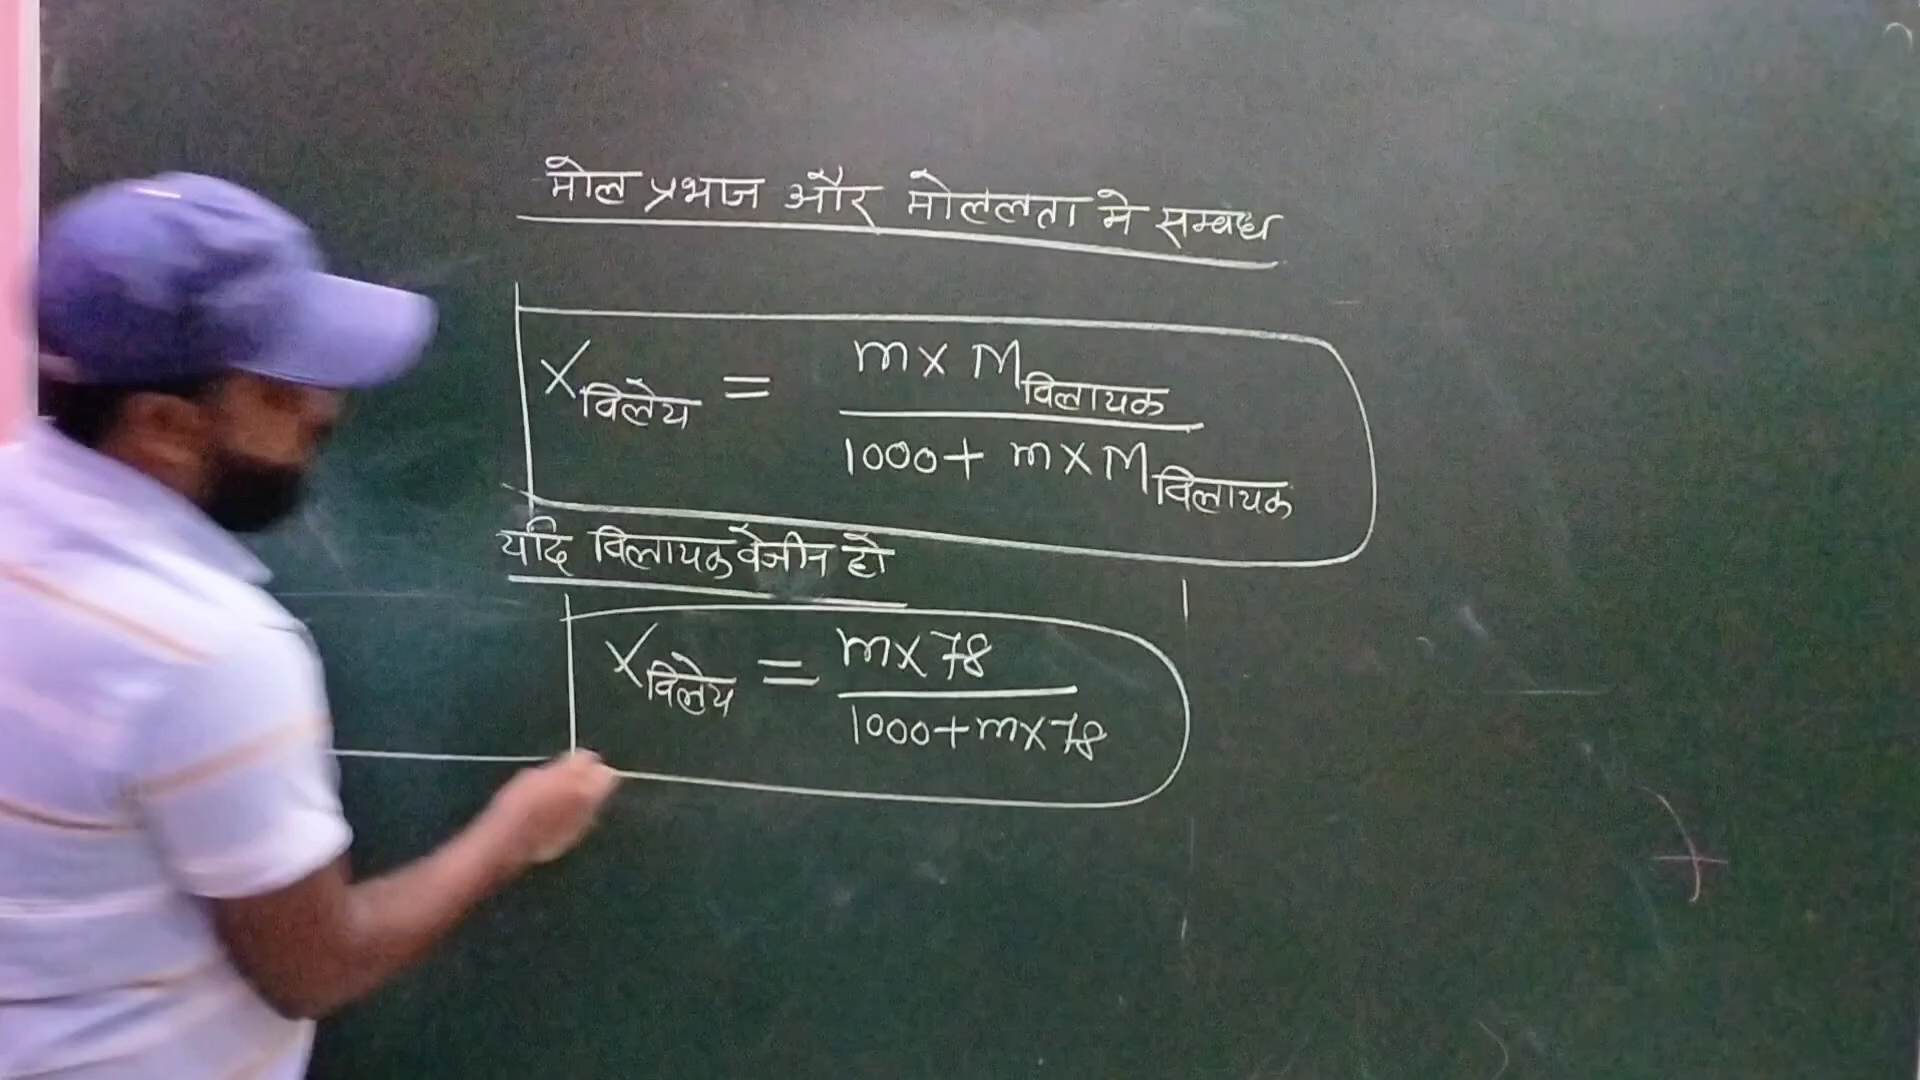 मोल प्रभाज और मोललता मे सम्बंध
X विलेय = m x M विलायक / 1000 + m x M विलायक
यदि विलायक वेंजीन हो
X विलेय = m x 78 / 1000 + m x 78